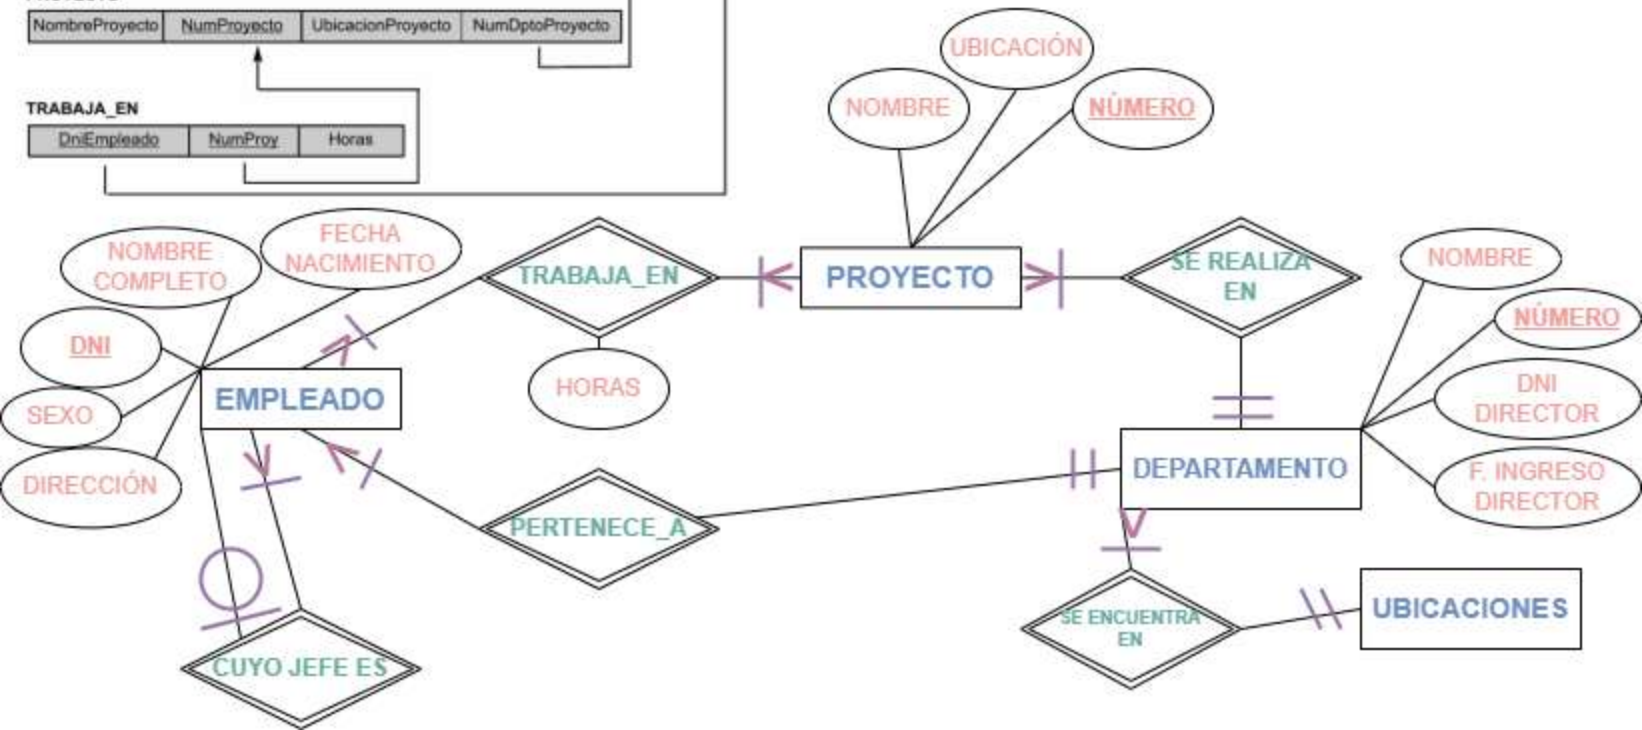 NombreProyecto NumProyecto UbicacionProyecto NumDptoProyecto
TRABAJA_EN
DniEmpleado NumProy Horas
UBICACIÓN
NOMBRE
NÚMERO
NOMBRE
COMPLETO
FECHA
NACIMIENTO
DNI
SEXO
DIRECCIÓN
EMPLEADO
TRABAJA_EN
HORAS
PROYECTO
SE REALIZA
EN
NOMBRE
NÚMERO
DNI
DIRECTOR
F. INGRESO
DIRECTOR
DEPARTAMENTO
PERTENECE_A
CUYO JEFE ES
SE ENCUENTRA
EN
UBICACIONES